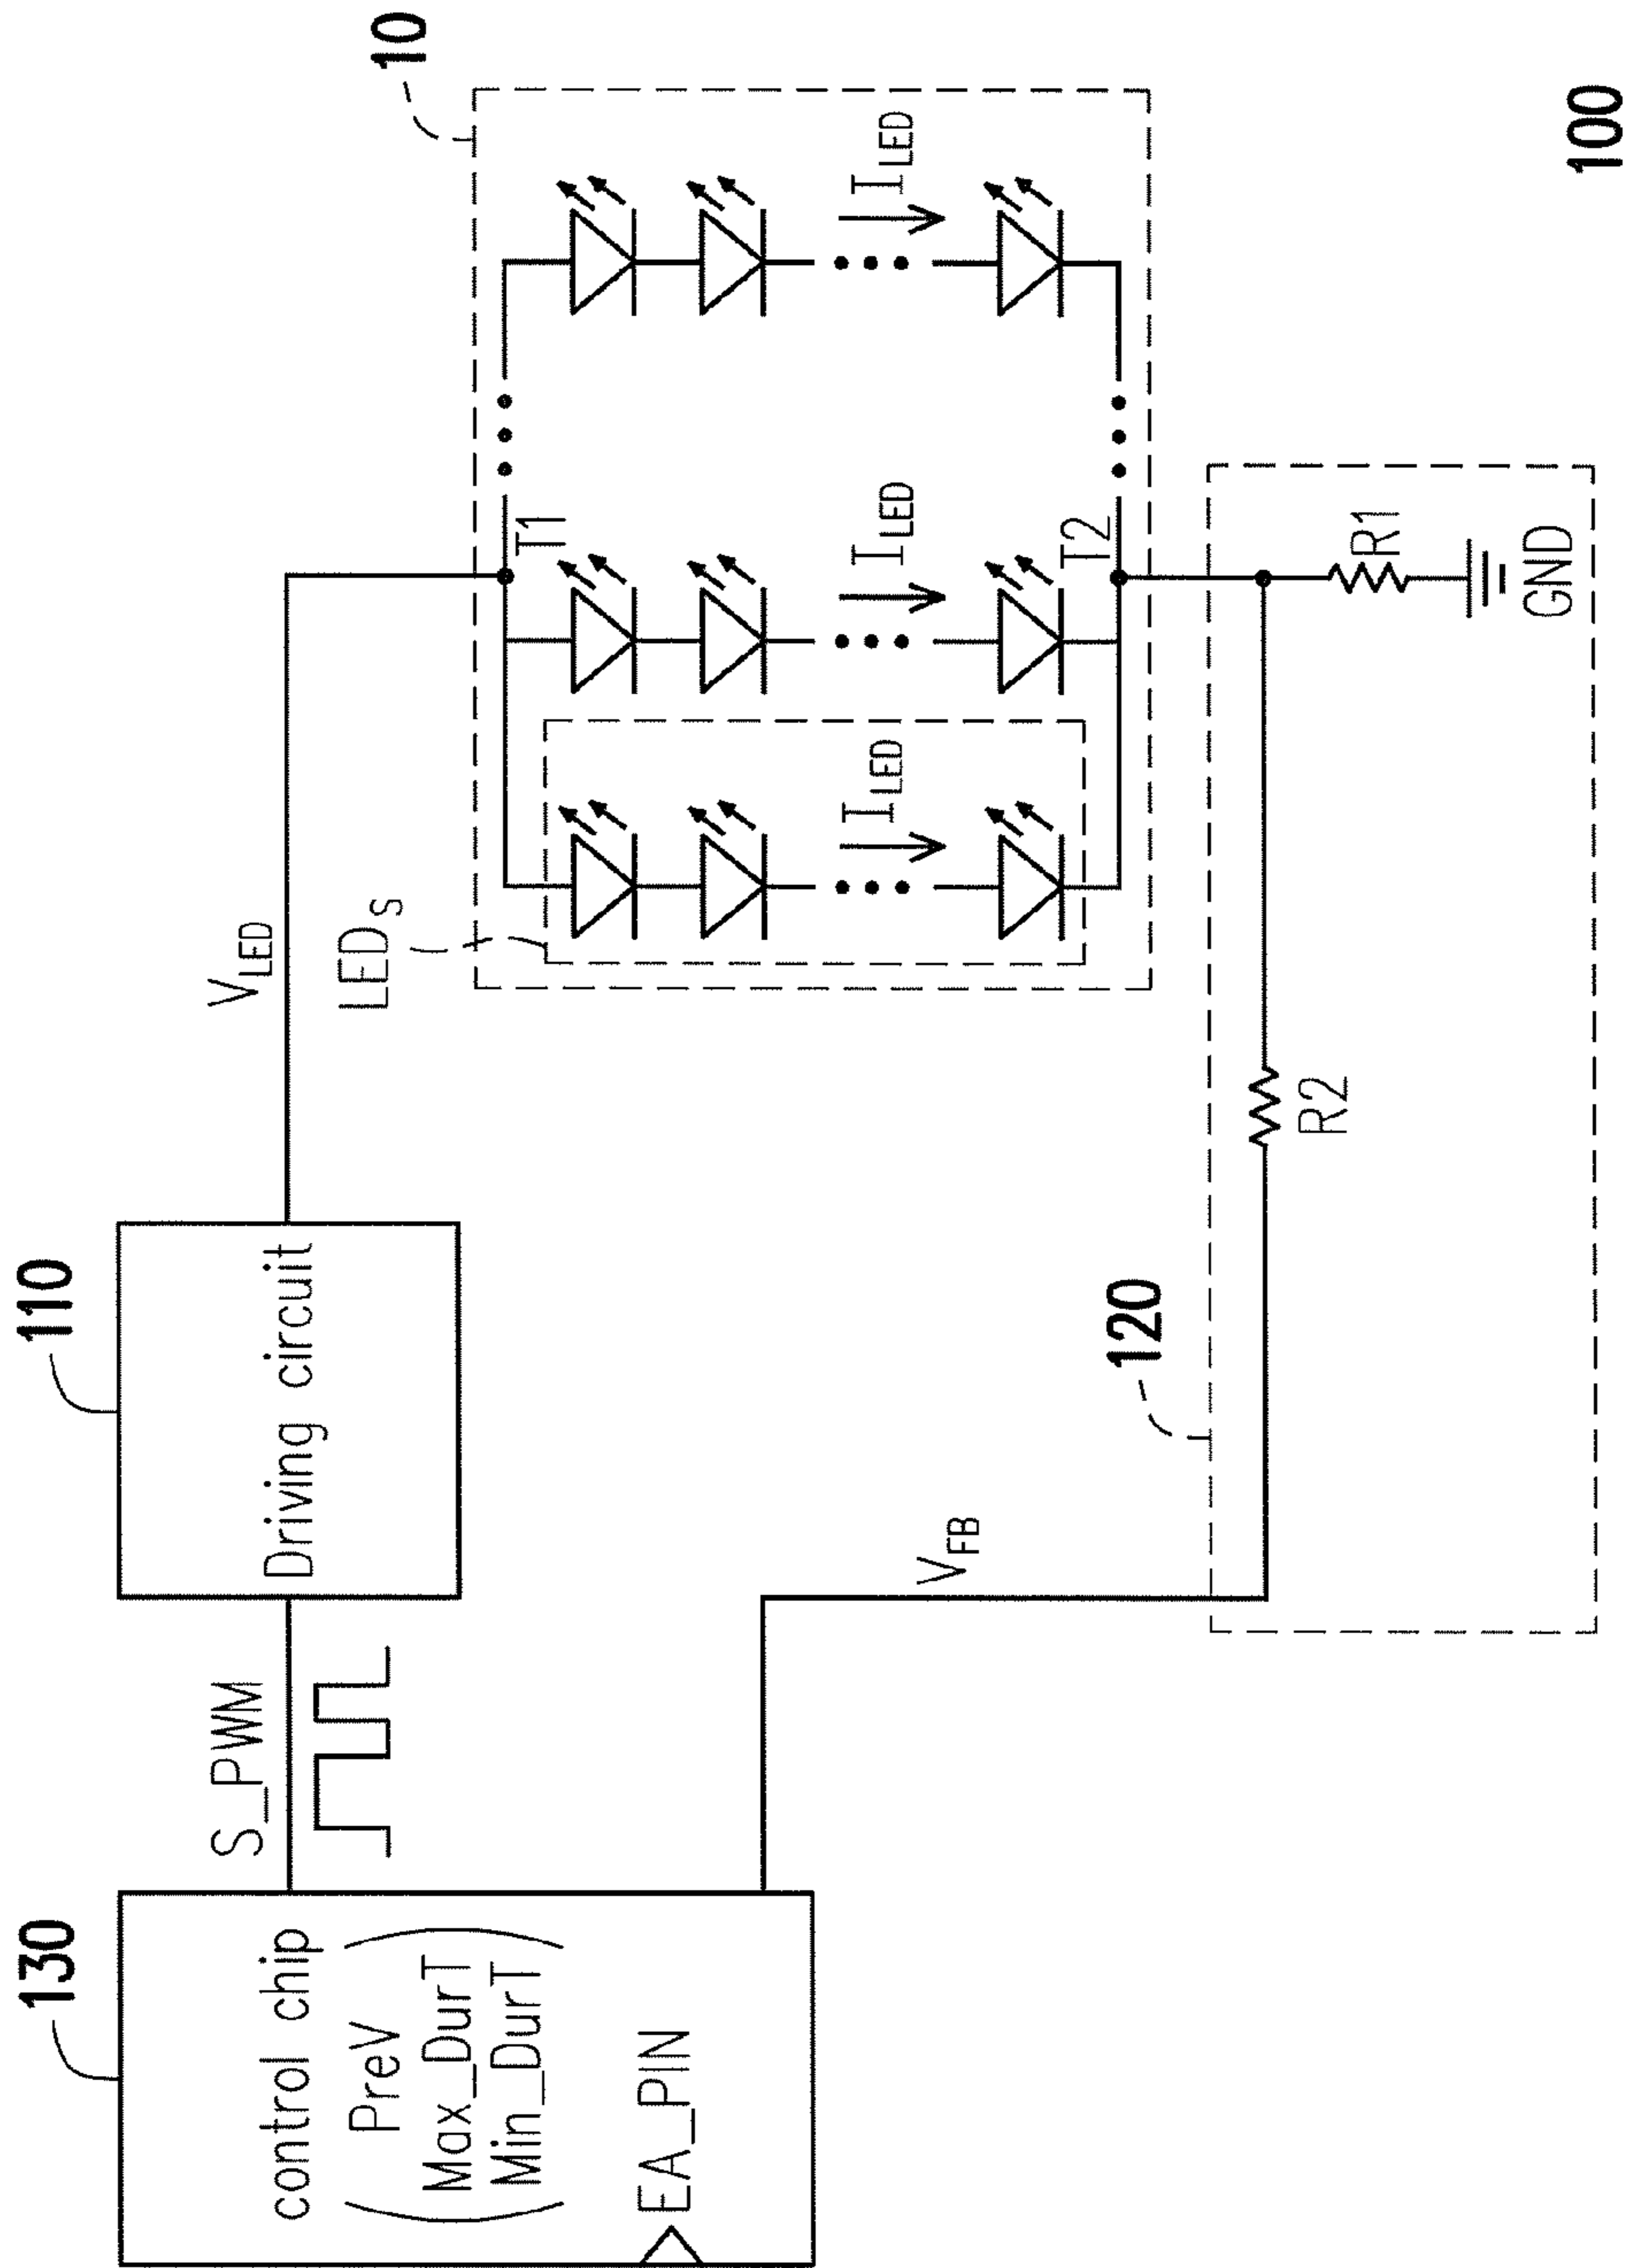 130
control chip
PreV
Max_DurT
Min_DurT
EA_PIN
S_PWM
110
Driving circuit
V_LED
LED_S
10
T1
I_LED
I_LED
I_LED
T2
V_FB
120
R2
R1
GND
100